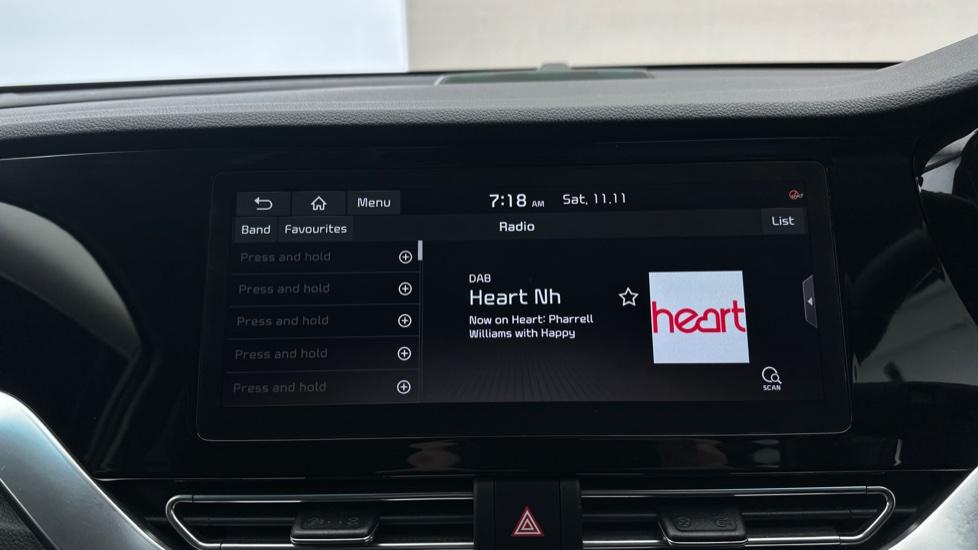 Menu
7:18 AM
Sat, 11.11
Band
Favourites
Radio
List
Press and hold
Press and hold
Press and hold
Press and hold
Press and hold
DAB
Heart Nh
Now on Heart: Pharrell
Williams with Happy
heart
SCAN